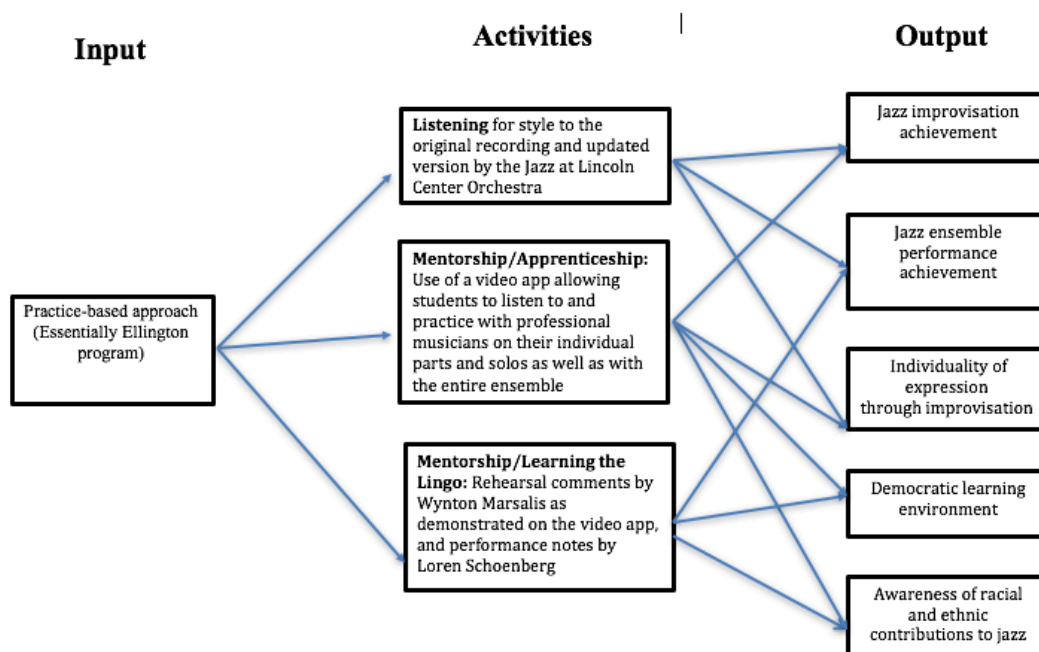 Input
Activities
Output
Practice-based approach
(Essentially Ellington
program)
Listening for style to the
original recording and updated
version by the Jazz at Lincoln
Center Orchestra
Mentorship/Apprenticeship:
Use of a video app allowing
students to listen to and
practice with professional
musicians on their individual
parts and solos as well as with
the entire ensemble
Mentorship/Learning the
Lingo: Rehearsal comments by
Wynton Marsalis as
demonstrated on the video app,
and performance notes by
Loren Schoenberg
Jazz improvisation
achievement
Jazz ensemble
performance
achievement
Individuality of
expression
through improvisation
Democratic learning
environment
Awareness of racial
and ethnic
contributions to jazz